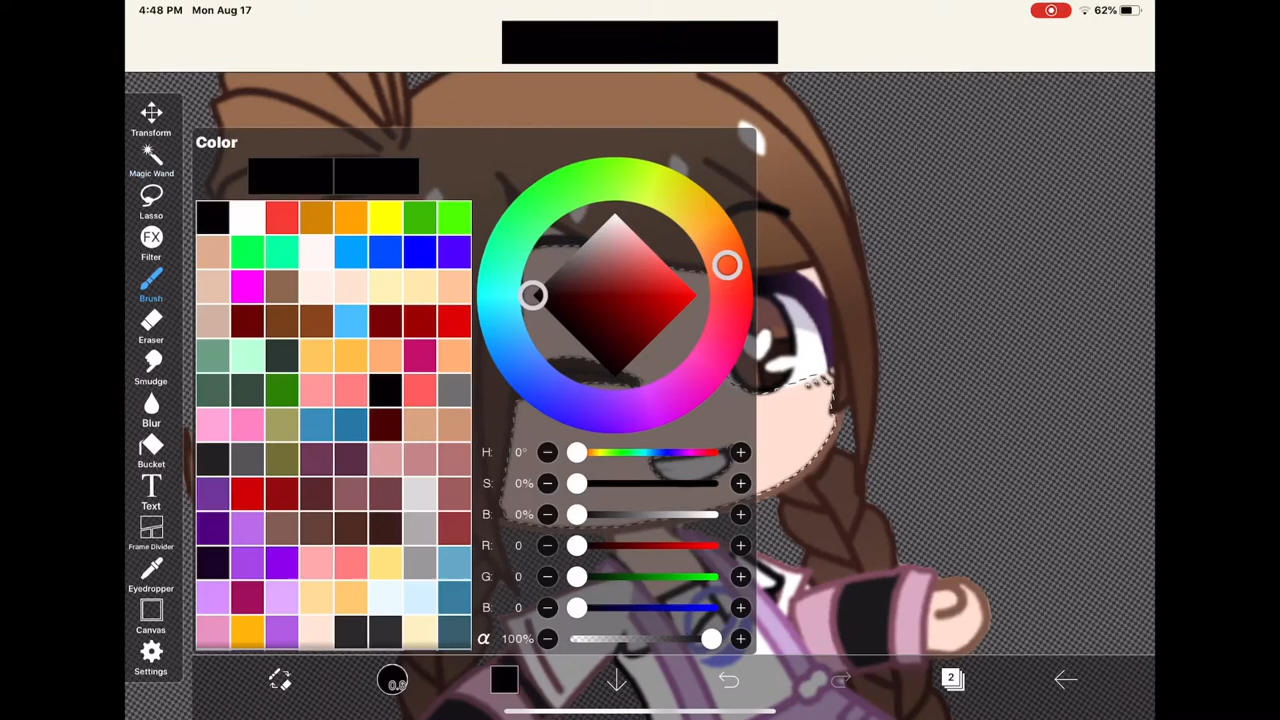 4:48 PM Mon Aug 17
62%
Transform
Magic Wand
Lasso
FX
Filter
Brush
Eraser
Smudge
Blur
Bucket
T
Text
Frame Divider
Eyedropper
Canvas
Settings
Color
H: 0°
S: 0%
B: 0%
R: 0
G: 0
B: 0
α 100%
2